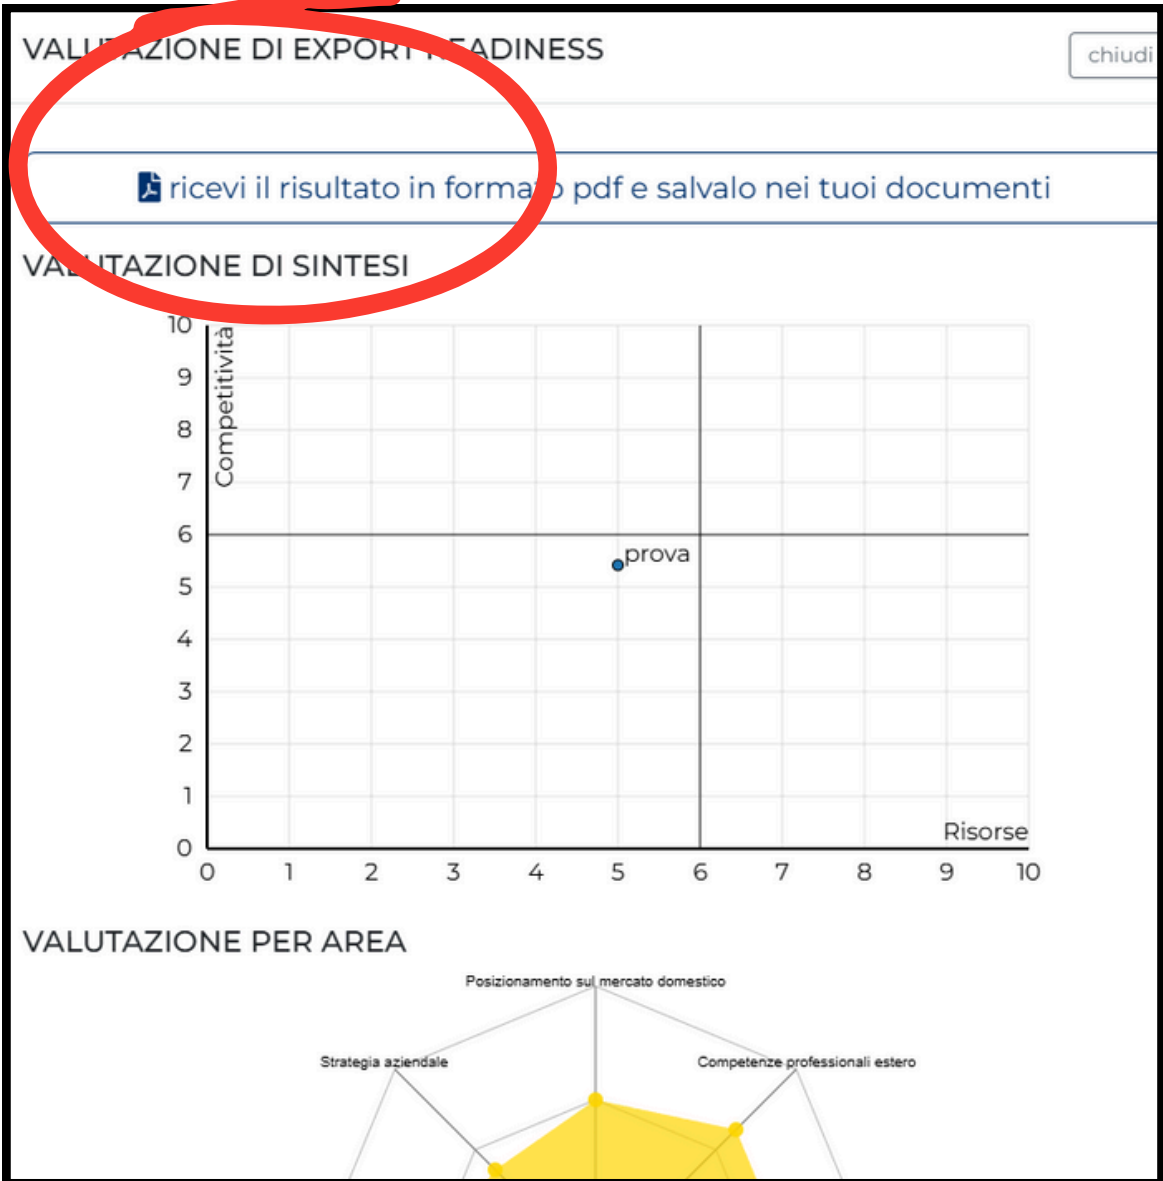 VALUTAZIONE DI EXPORT READINESS
chiudi
ricevi il risultato in formato pdf e salvalo nei tuoi documenti
VALUTAZIONE DI SINTESI
10
Competitività
9
8
7
6
prova
5
4
3
2
1
Risorse
0
0 1 2 3 4 5 6 7 8 9 10
VALUTAZIONE PER AREA
Posizionamento sul mercato domestico
Strategia aziendale
Competenze professionali estero